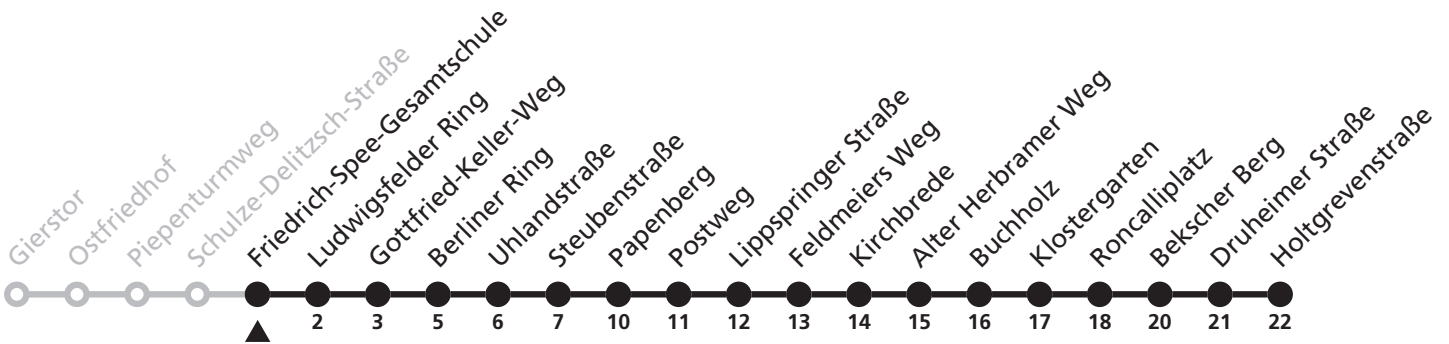 Gierstor
Ostfriedhof
Piepenturmweg
Schulze-Delitzsch-Straße
Friedrich-Spee-Gesamtschule
Ludwigsfelder Ring
Gottfried-Keller-Weg
Berliner Ring
Uhlandstraße
Steubenstraße
Papenberg
Postweg
Lippspringer Straße
Feldmeiers Weg
Kirchbrede
Alter Herbramer Weg
Buchholz
Klostergarten
Roncalliplatz
Bekscher Berg
Druheimer Straße
Holtgrevenstraße
2 3 5 6 7 10 11 12 13 14 15 16 17 18 20 21 22